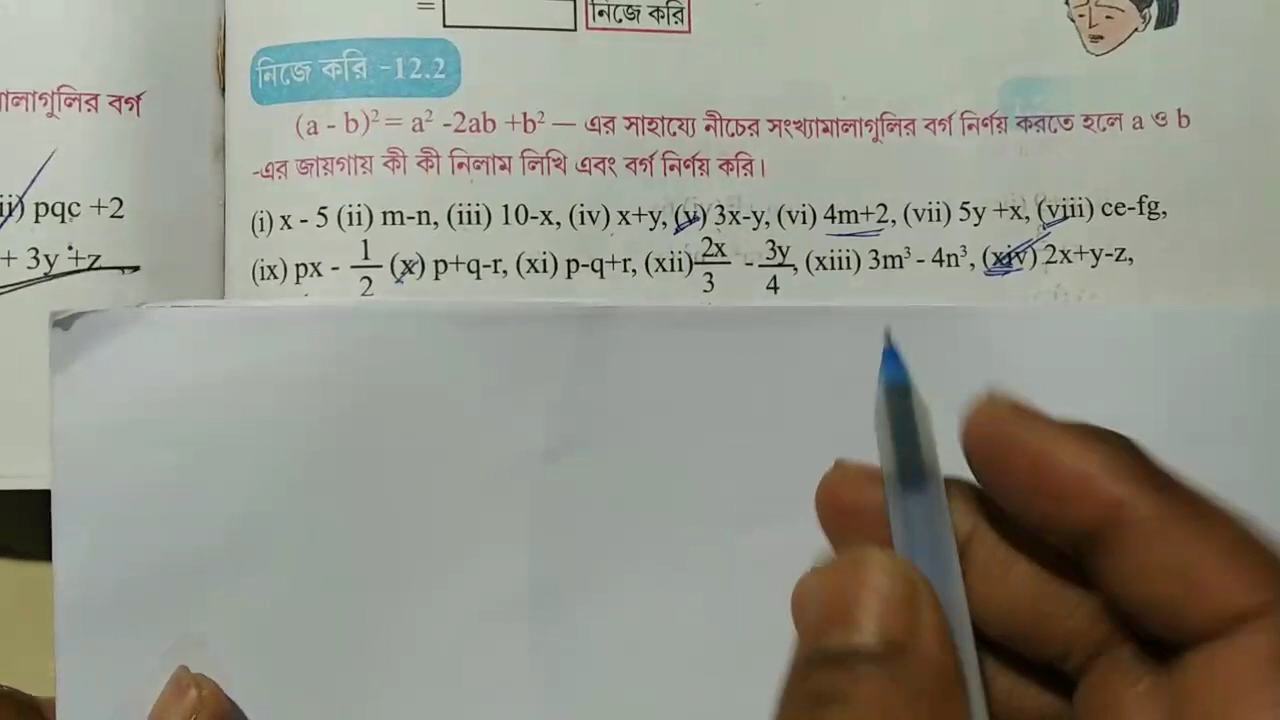 = নিজে করি
নিজে করি -12.2
(a - b)² = a² -2ab +b² — এর সাহায্যে নীচের সংখ্যামালাগুলির বর্গ নির্ণয় করতে হলে a ও b
-এর জায়গায় কী কী নিলাম লিখি এবং বর্গ নির্ণয় করি।
(i) x - 5 (ii) m-n, (iii) 10-x, (iv) x+y, (v) 3x-y, (vi) 4m+2, (vii) 5y +x, (viii) ce-fg,
(ix) px - 1/2 (x) p+q-r, (xi) p-q+r, (xii) 2x/3 - 3y/4, (xiii) 3m³ - 4n³, (xiv) 2x+y-z,
বর্গ
pqc +2
+ 3y +z